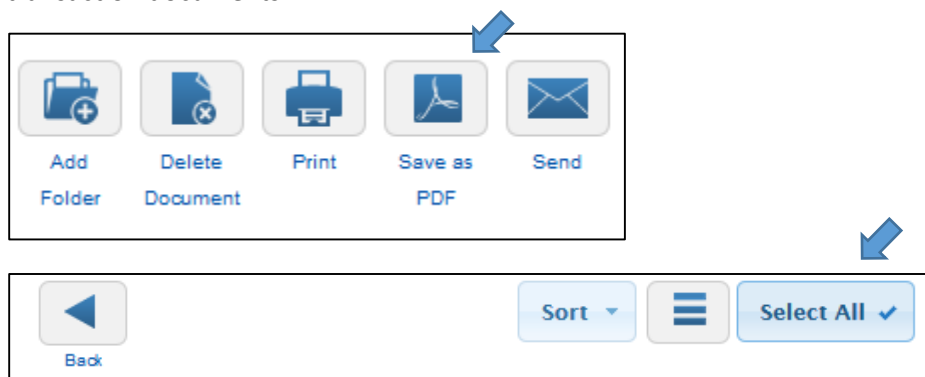 Add Delete Print Save as Send
Folder Document PDF
Sort Select All
Back